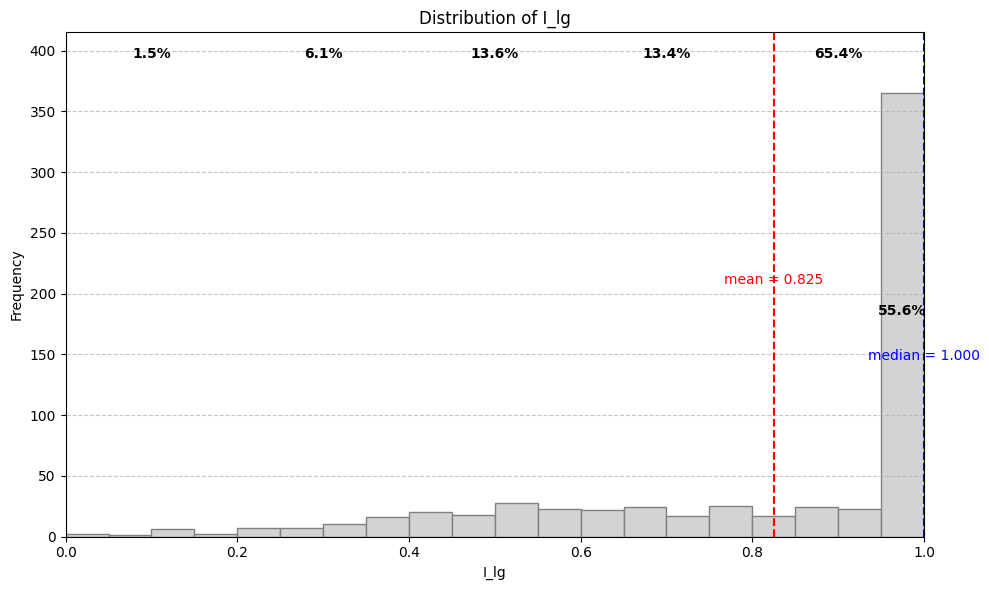 Distribution of I_lg
400
1.5% 6.1% 13.6% 13.4% 65.4%
350
300
250
mean = 0.825
200
55.6%
150
median = 1.000
100
50
0
0.0 0.2 0.4 0.6 0.8 1.0
I_lg
Frequency